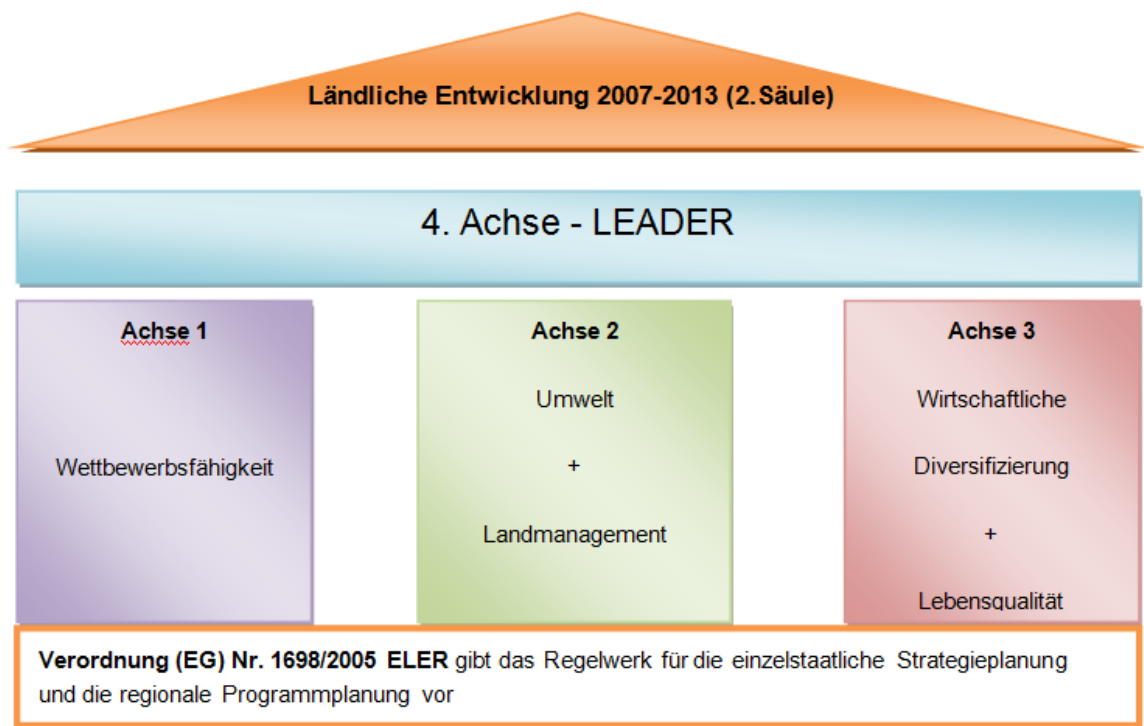 Ländliche Entwicklung 2007-2013 (2.Säule)
4. Achse - LEADER
Achse 1
Wettbewerbsfähigkeit
Achse 2
Umwelt
+
Landmanagement
Achse 3
Wirtschaftliche
Diversifizierung
+
Lebensqualität
Verordnung (EG) Nr. 1698/2005 ELER gibt das Regelwerk für die einzelstaatliche Strategieplanung
und die regionale Programmplanung vor